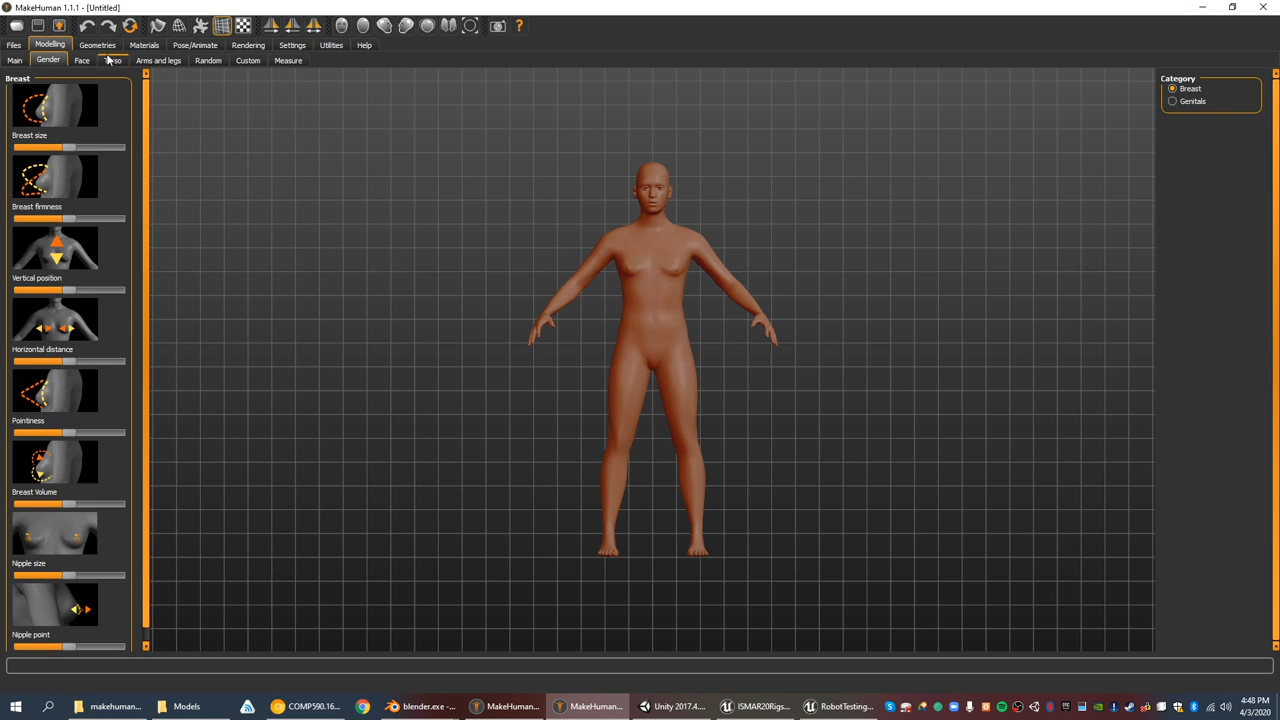 MakeHuman 1.1.1 - [Untitled]
Files Modelling Geometries Materials Pose/Animate Rendering Settings Utilities Help
Main Gender Face Torso Arms and legs Random Custom Measure
Breast
Breast size
Breast firmness
Vertical position
Horizontal distance
Pointiness
Breast Volume
Nipple size
Nipple point
Category
Breast
Genitals
makehuman... Models COMP590.16... blender.exe -... MakeHuman... MakeHuman... Unity 2017.4.... ISMAR20Rigs... RobotTesting...
4:48 PM
4/3/2020